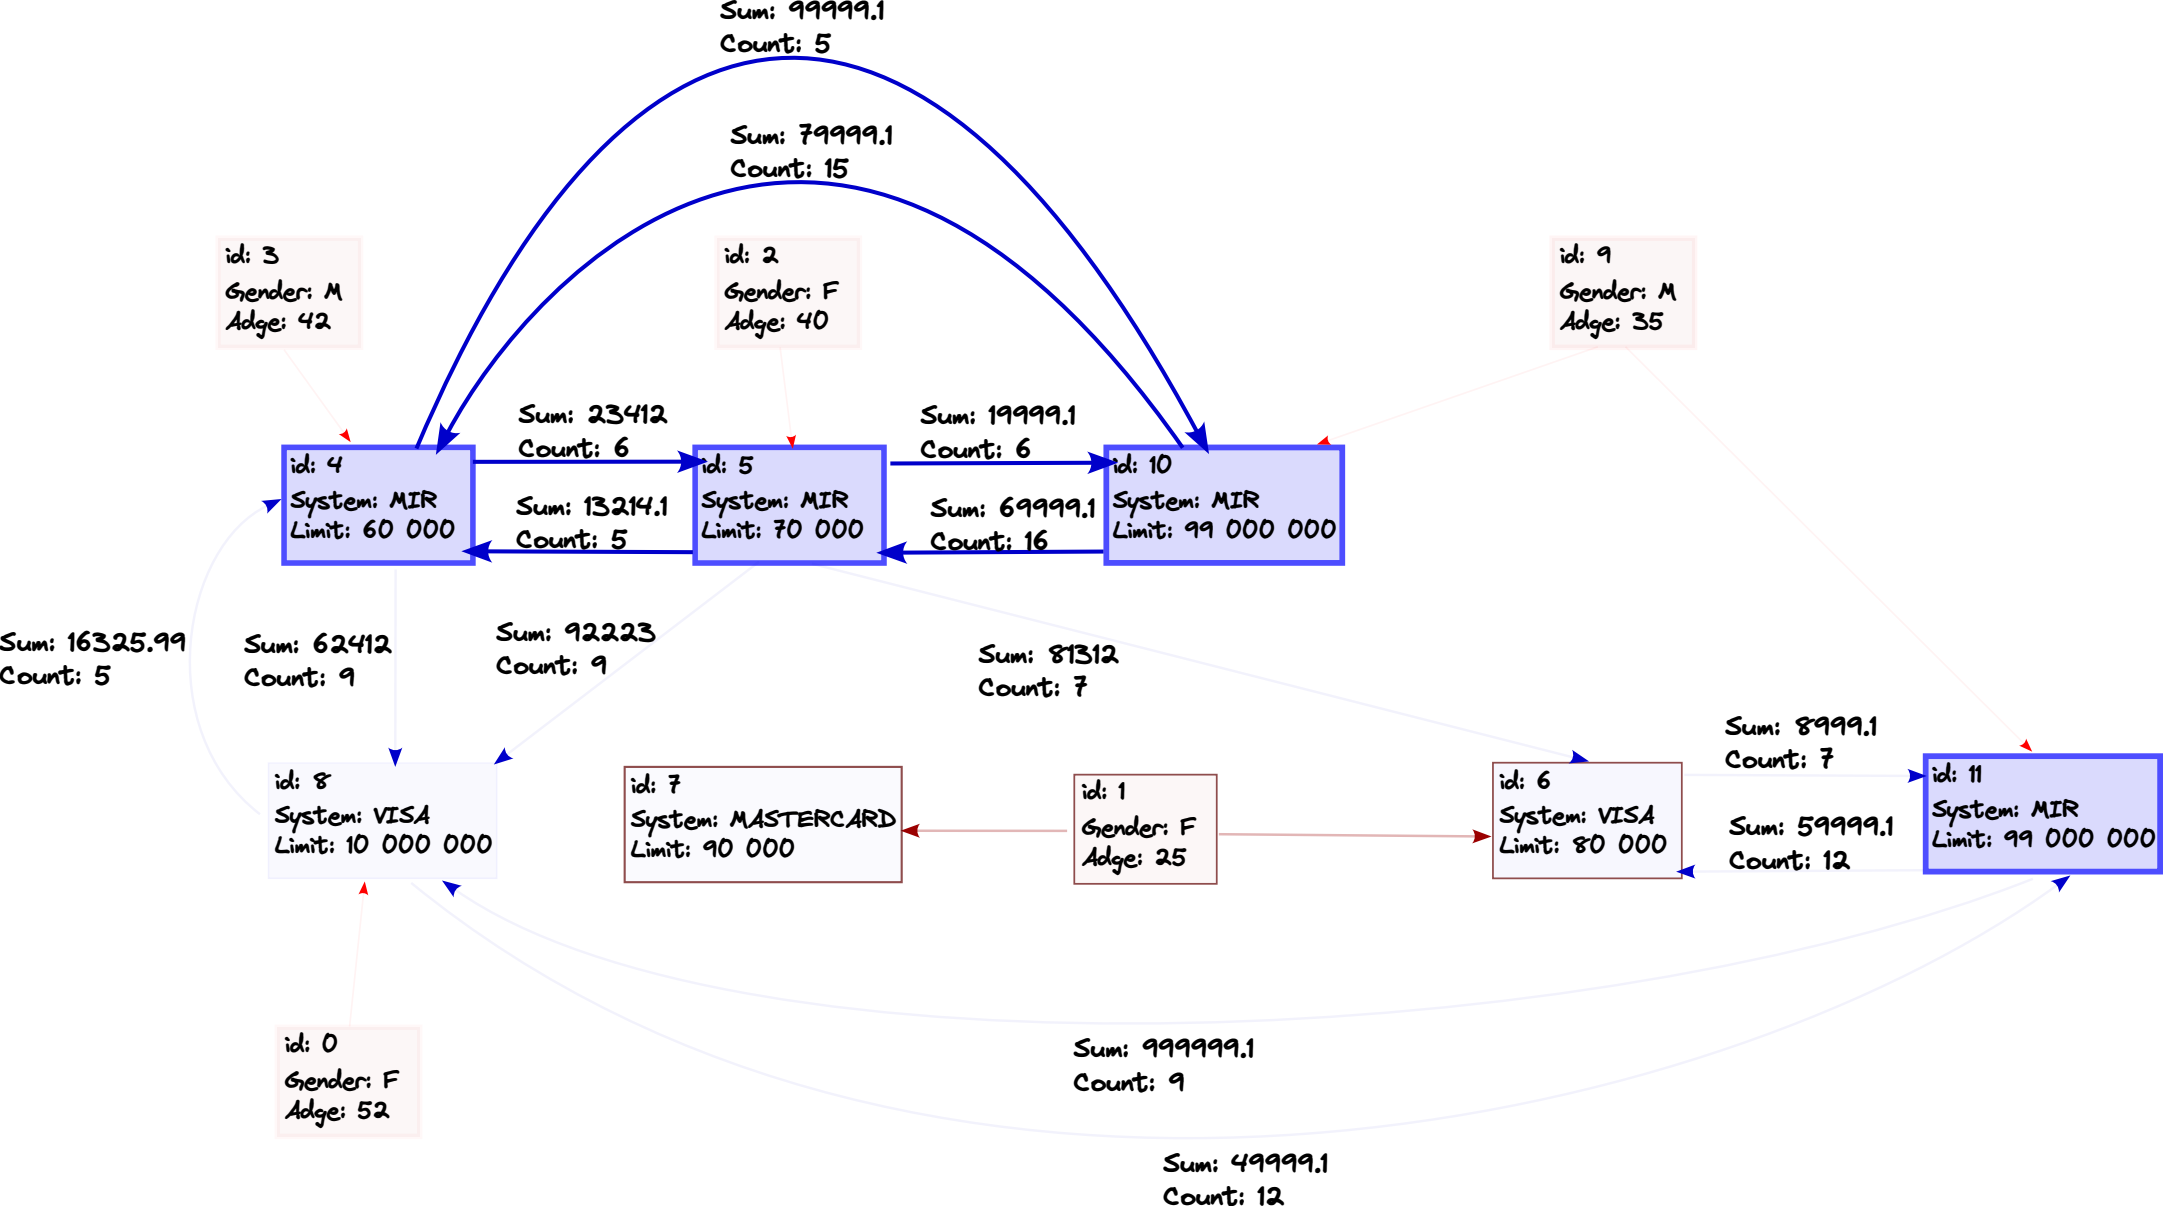 Sum: 99999.1
Count: 5
Sum: 79999.1
Count: 15
id: 3
Gender: M
Adge: 42
id: 2
Gender: F
Adge: 40
id: 9
Gender: M
Adge: 35
Sum: 23412
Count: 6
Sum: 19999.1
Count: 6
id: 4
System: MIR
Limit: 60 000
Sum: 13214.1
Count: 5
id: 5
System: MIR
Limit: 70 000
Sum: 69999.1
Count: 16
id: 10
System: MIR
Limit: 99 000 000
Sum: 16325.99
Count: 5
Sum: 62412
Count: 9
Sum: 92223
Count: 9
Sum: 81312
Count: 7
id: 8
System: VISA
Limit: 10 000 000
id: 7
System: MASTERCARD
Limit: 90 000
id: 1
Gender: F
Adge: 25
id: 6
System: VISA
Limit: 80 000
Sum: 8999.1
Count: 7
Sum: 59999.1
Count: 12
id: 11
System: MIR
Limit: 99 000 000
id: 0
Gender: F
Adge: 52
Sum: 999999.1
Count: 9
Sum: 49999.1
Count: 12